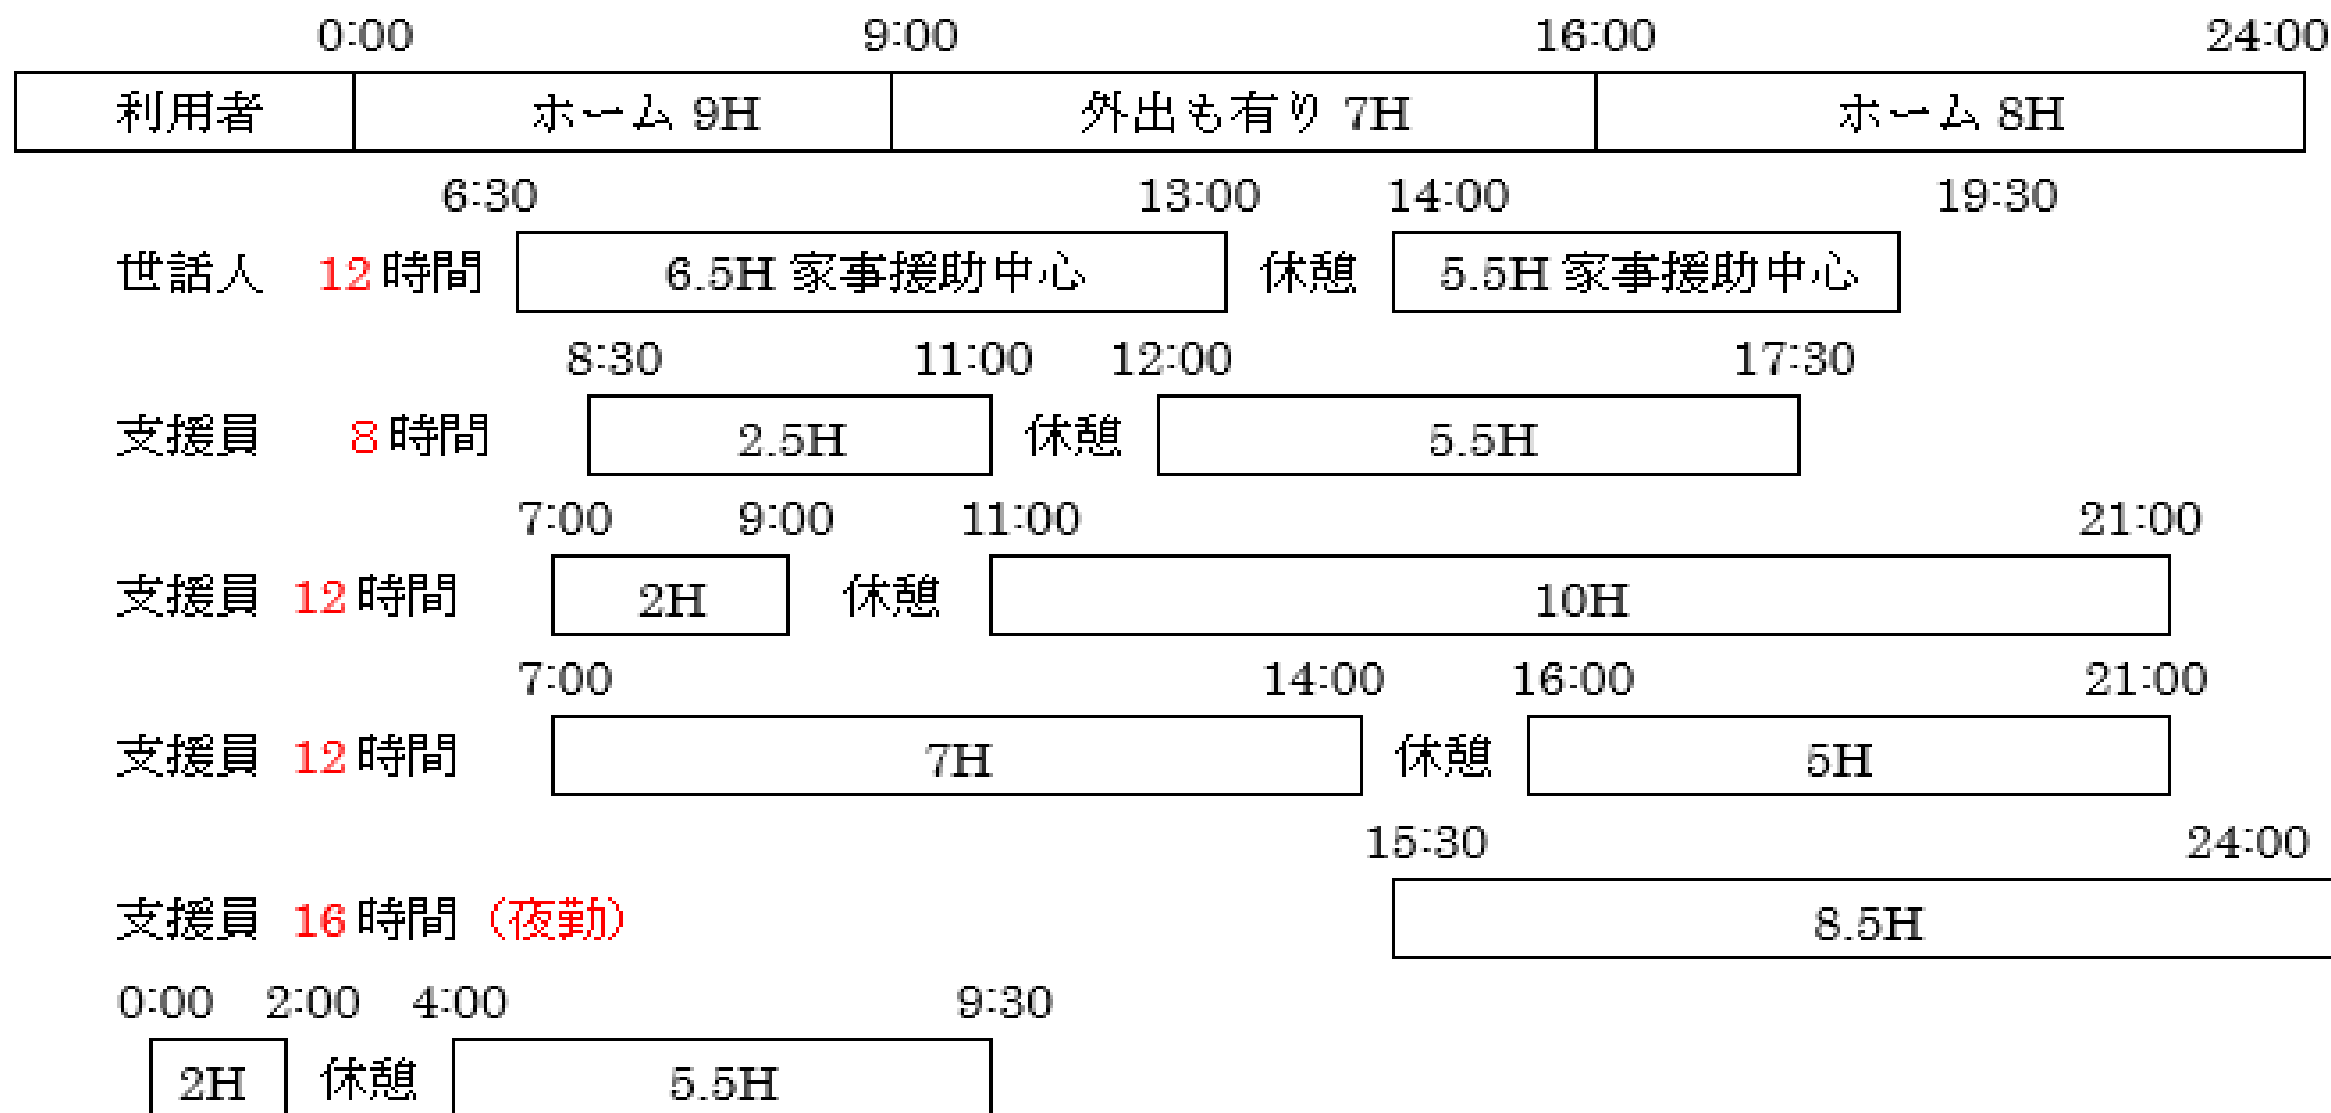 0:00 9:00 16:00 24:00
利用者 ホーム 9H 外出も有り 7H ホーム 8H
6:30 13:00 14:00 19:30
世話人 12時間 6.5H 家事援助中心 休憩 5.5H 家事援助中心
8:30 11:00 12:00 17:30
支援員 8時間 2.5H 休憩 5.5H
7:00 9:00 11:00 21:00
支援員 12時間 2H 休憩 10H
7:00 14:00 16:00 21:00
支援員 12時間 7H 休憩 5H
15:30 24:00
支援員 16時間（夜勤） 8.5H
0:00 2:00 4:00 9:30
2H 休憩 5.5H